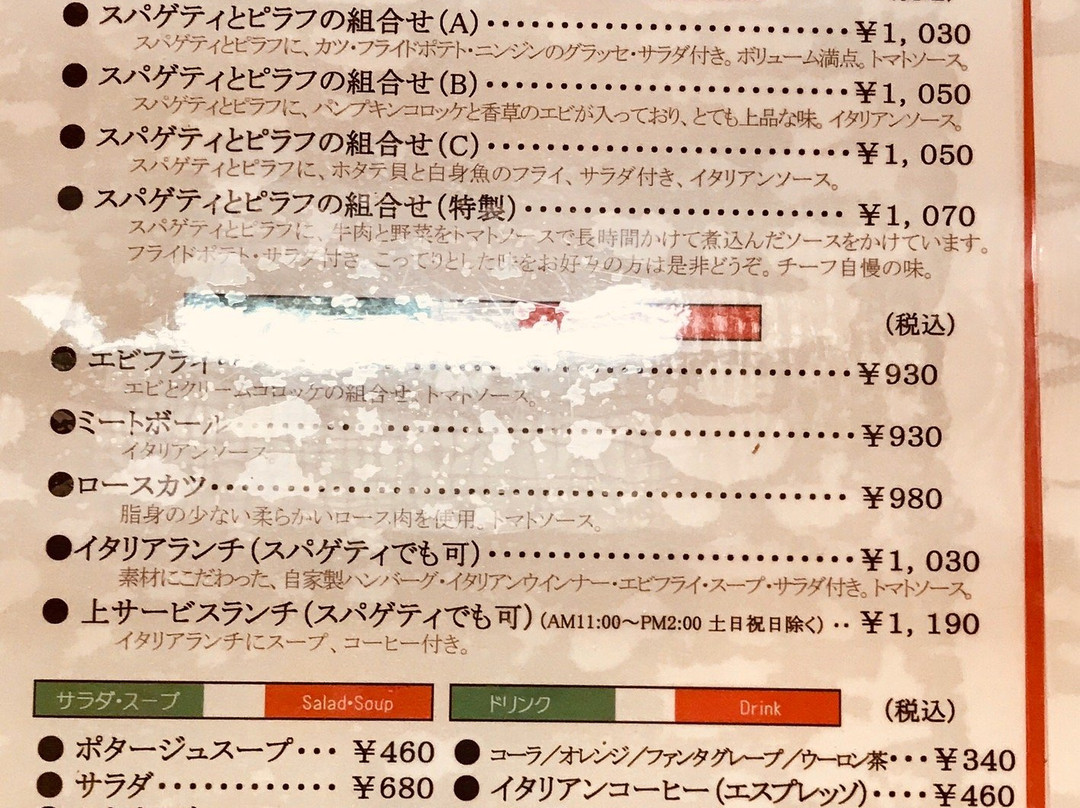 ● スパゲティとピラフの組合せ(A)・・・・・・・・・・・・・・・・・・・・・・・・・・¥1,030
スパゲティとピラフに、カツ・フライドポテト・ニンジンのグラッセ・サラダ付き。ボリューム満点。トマトソース。
● スパゲティとピラフの組合せ(B)・・・・・・・・・・・・・・・・・・・・・・・・・・¥1,050
スパゲティとピラフに、パンプキンコロッケと香草のエビが入っており、とても上品な味。イタリアンソース。
● スパゲティとピラフの組合せ(C)・・・・・・・・・・・・・・・・・・・・・・・・・・¥1,050
スパゲティとピラフに、ホタテ貝と白身魚のフライ、サラダ付き、イタリアンソース。
● スパゲティとピラフの組合せ(特製)・・・・・・・・・・・・・・・・・・・・・・・・¥1,070
スパゲティとピラフに、牛肉と野菜をトマトソースで長時間かけて煮込んだソースをかけています。
フライドポテト・サラダ付き。こってりとした味をお好みの方は是非どうぞ。チーフ自慢の味。
(税込)
● エビフライ・・・・・・・・・・・・・・・・・・・・・・・・・・・・・・・・・・・・¥930
エビとクリームコロッケの組合せ。トマトソース。
●ミートボール・・・・・・・・・・・・・・・・・・・・・・・・・・・・・・・・・・・¥930
イタリアンソース
●ロースカツ・・・・・・・・・・・・・・・・・・・・・・・・・・・・・・・・・・・・¥980
脂身の少ない柔らかいロース肉を使用。トマトソース。
●イタリアランチ(スパゲティでも可)・・・・・・・・・・・・・・・・・・・・・・・・¥1,030
素材にこだわった、自家製ハンバーグ・イタリアンウインナー・エビフライ・スープ・サラダ付き。トマトソース。
● 上サービスランチ(スパゲティでも可)(AM11:00~PM2:00 土日祝日除く)・・¥1,190
イタリアランチにスープ、コーヒー付き。
サラダ・スープ Salad・Soup
● ポタージュスープ・・・ ¥460
● サラダ・・・・・・・・・・・・ ¥680
ドリンク Drink (税込)
● コーラ/オレンジ/ファンタグレープ/ウーロン茶・・・¥340
● イタリアンコーヒー(エスプレッソ)・・・・¥460